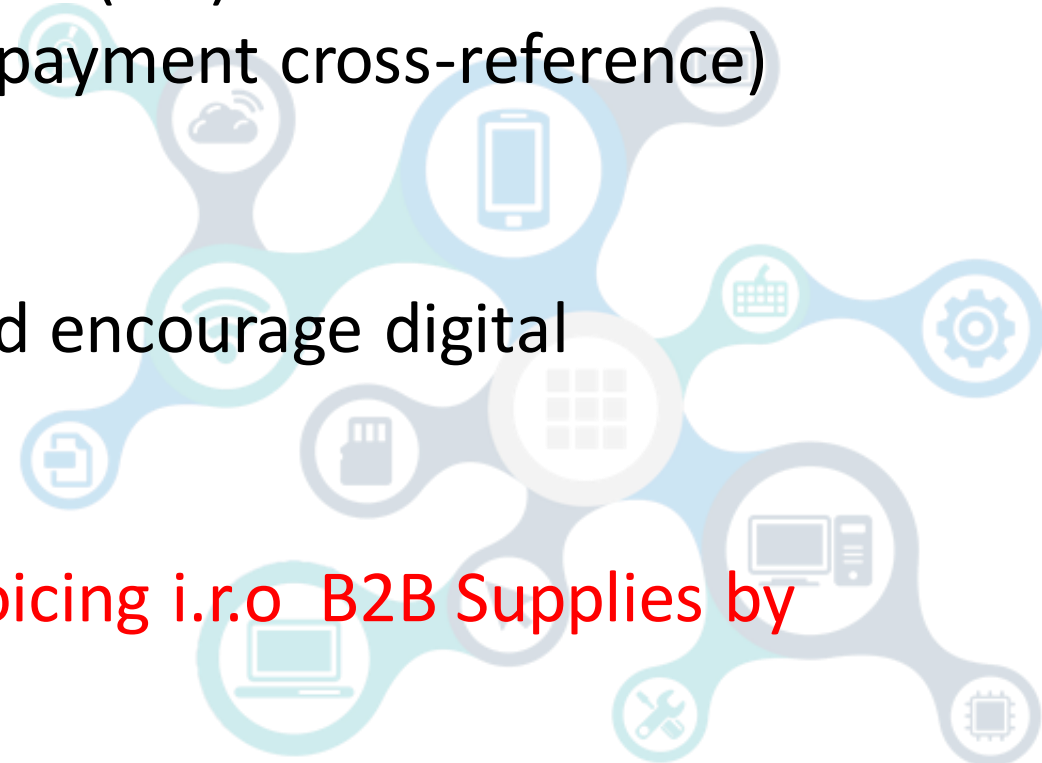 payment cross-reference)
d encourage digital
oicing i.r.o B2B Supplies by